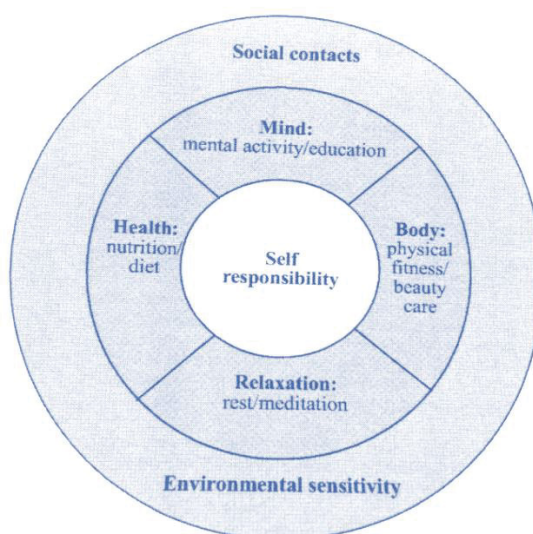 Social contacts
Mind:
mental activity/education
Health:
nutrition/
diet
Self
responsibility
Body:
physical
fitness/
beauty
care
Relaxation:
rest/meditation
Environmental sensitivity